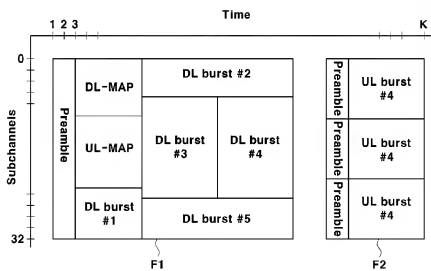 Time
1 2 3 K
Subchannels
0
32
Preamble
DL-MAP
UL-MAP
DL burst
#1
DL burst #2
DL burst
#3
DL burst
#4
DL burst #5
Preamble
UL burst
#4
Preamble
UL burst
#4
Preamble
UL burst
#4
F1
F2